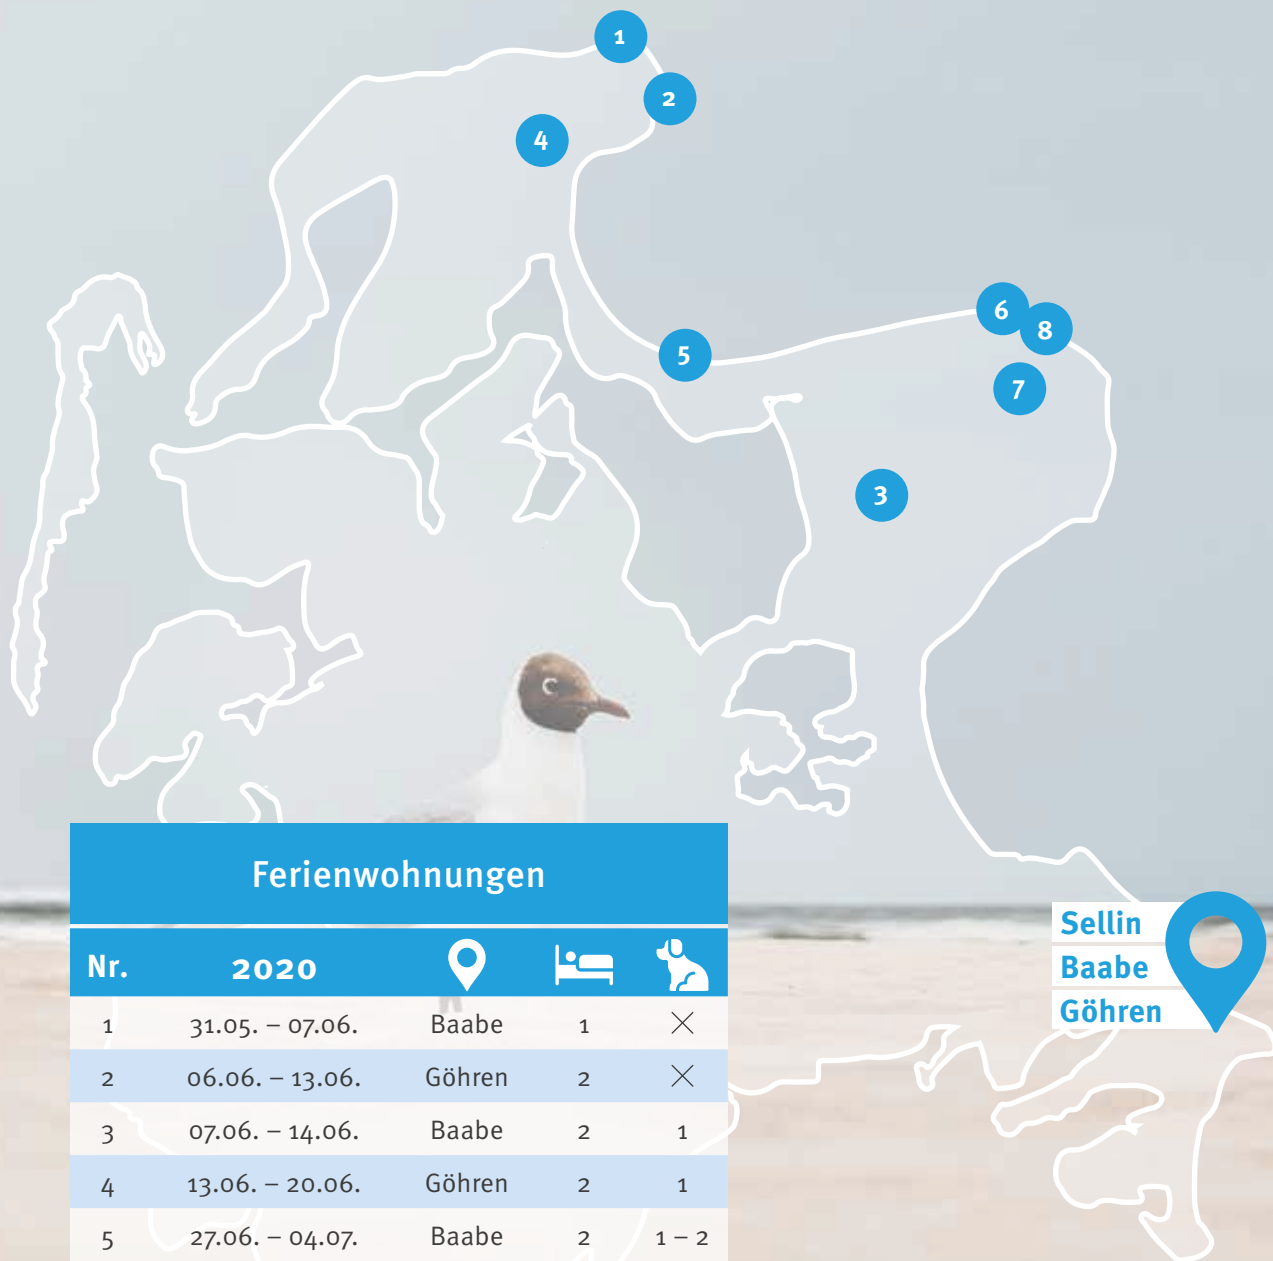 1
2
4
6
8
5
7
3
Sellin
Baabe
Göhren
Ferienwohnungen
Nr. 2020
1 31.05. – 07.06. Baabe 1 ×
2 06.06. – 13.06. Göhren 2 ×
3 07.06. – 14.06. Baabe 2 1
4 13.06. – 20.06. Göhren 2 1
5 27.06. – 04.07. Baabe 2 1 – 2